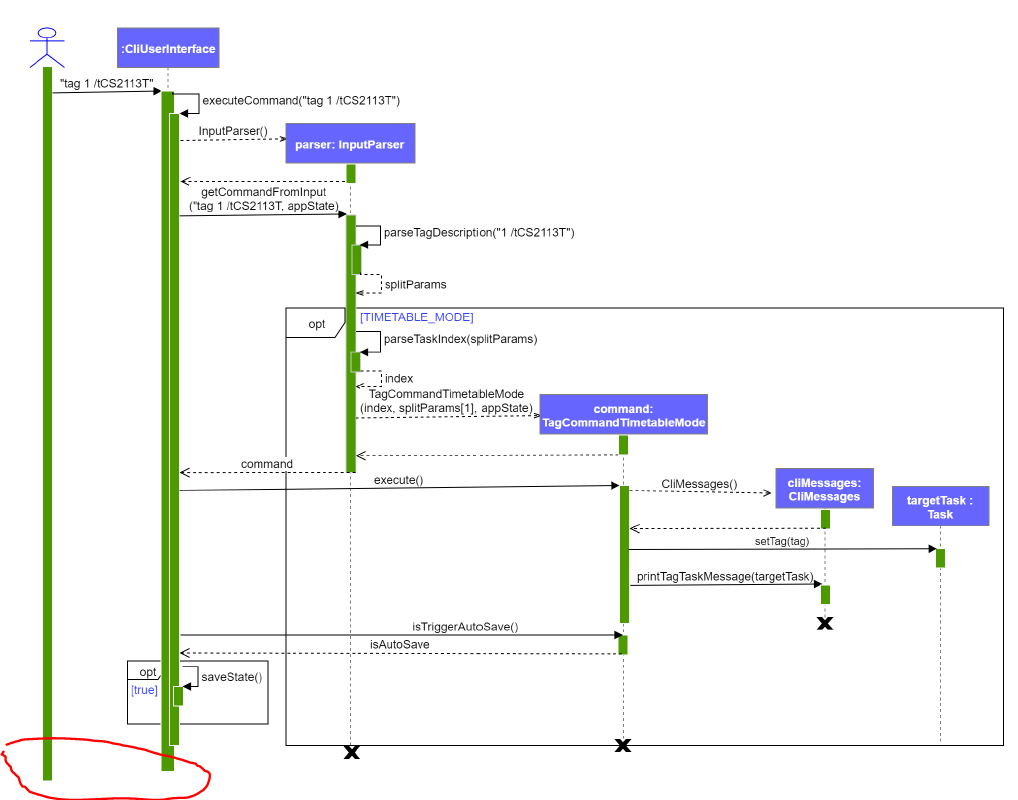 :CliUserInterface
"tag 1 /tCS2113T"
executeCommand("tag 1 /tCS2113T")
InputParser()
parser: InputParser
getCommandFromInput
("tag 1 /tCS2113T, appState)
parseTagDescription("1 /tCS2113T")
splitParams
opt
[TIMETABLE_MODE]
parseTaskIndex(splitParams)
index
TagCommandTimetableMode
(index, splitParams[1], appState)
command:
TagCommandTimetableMode
command
execute()
CliMessages()
cliMessages:
CliMessages
targetTask :
Task
setTag(tag)
printTagTaskMessage(targetTask)
isTriggerAutoSave()
isAutoSave
opt
[true]
saveState()